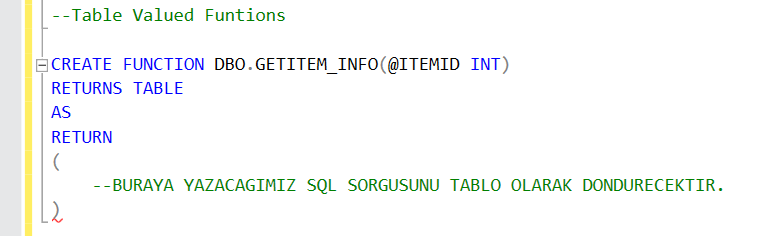 --Table Valued Funtions
CREATE FUNCTION DBO.GETITEM_INFO(@ITEMID INT)
RETURNS TABLE
AS
RETURN
(
--BURAYA YAZACAGIMIZ SQL SORGUSUNU TABLO OLARAK DONDURECEKTIR.
)